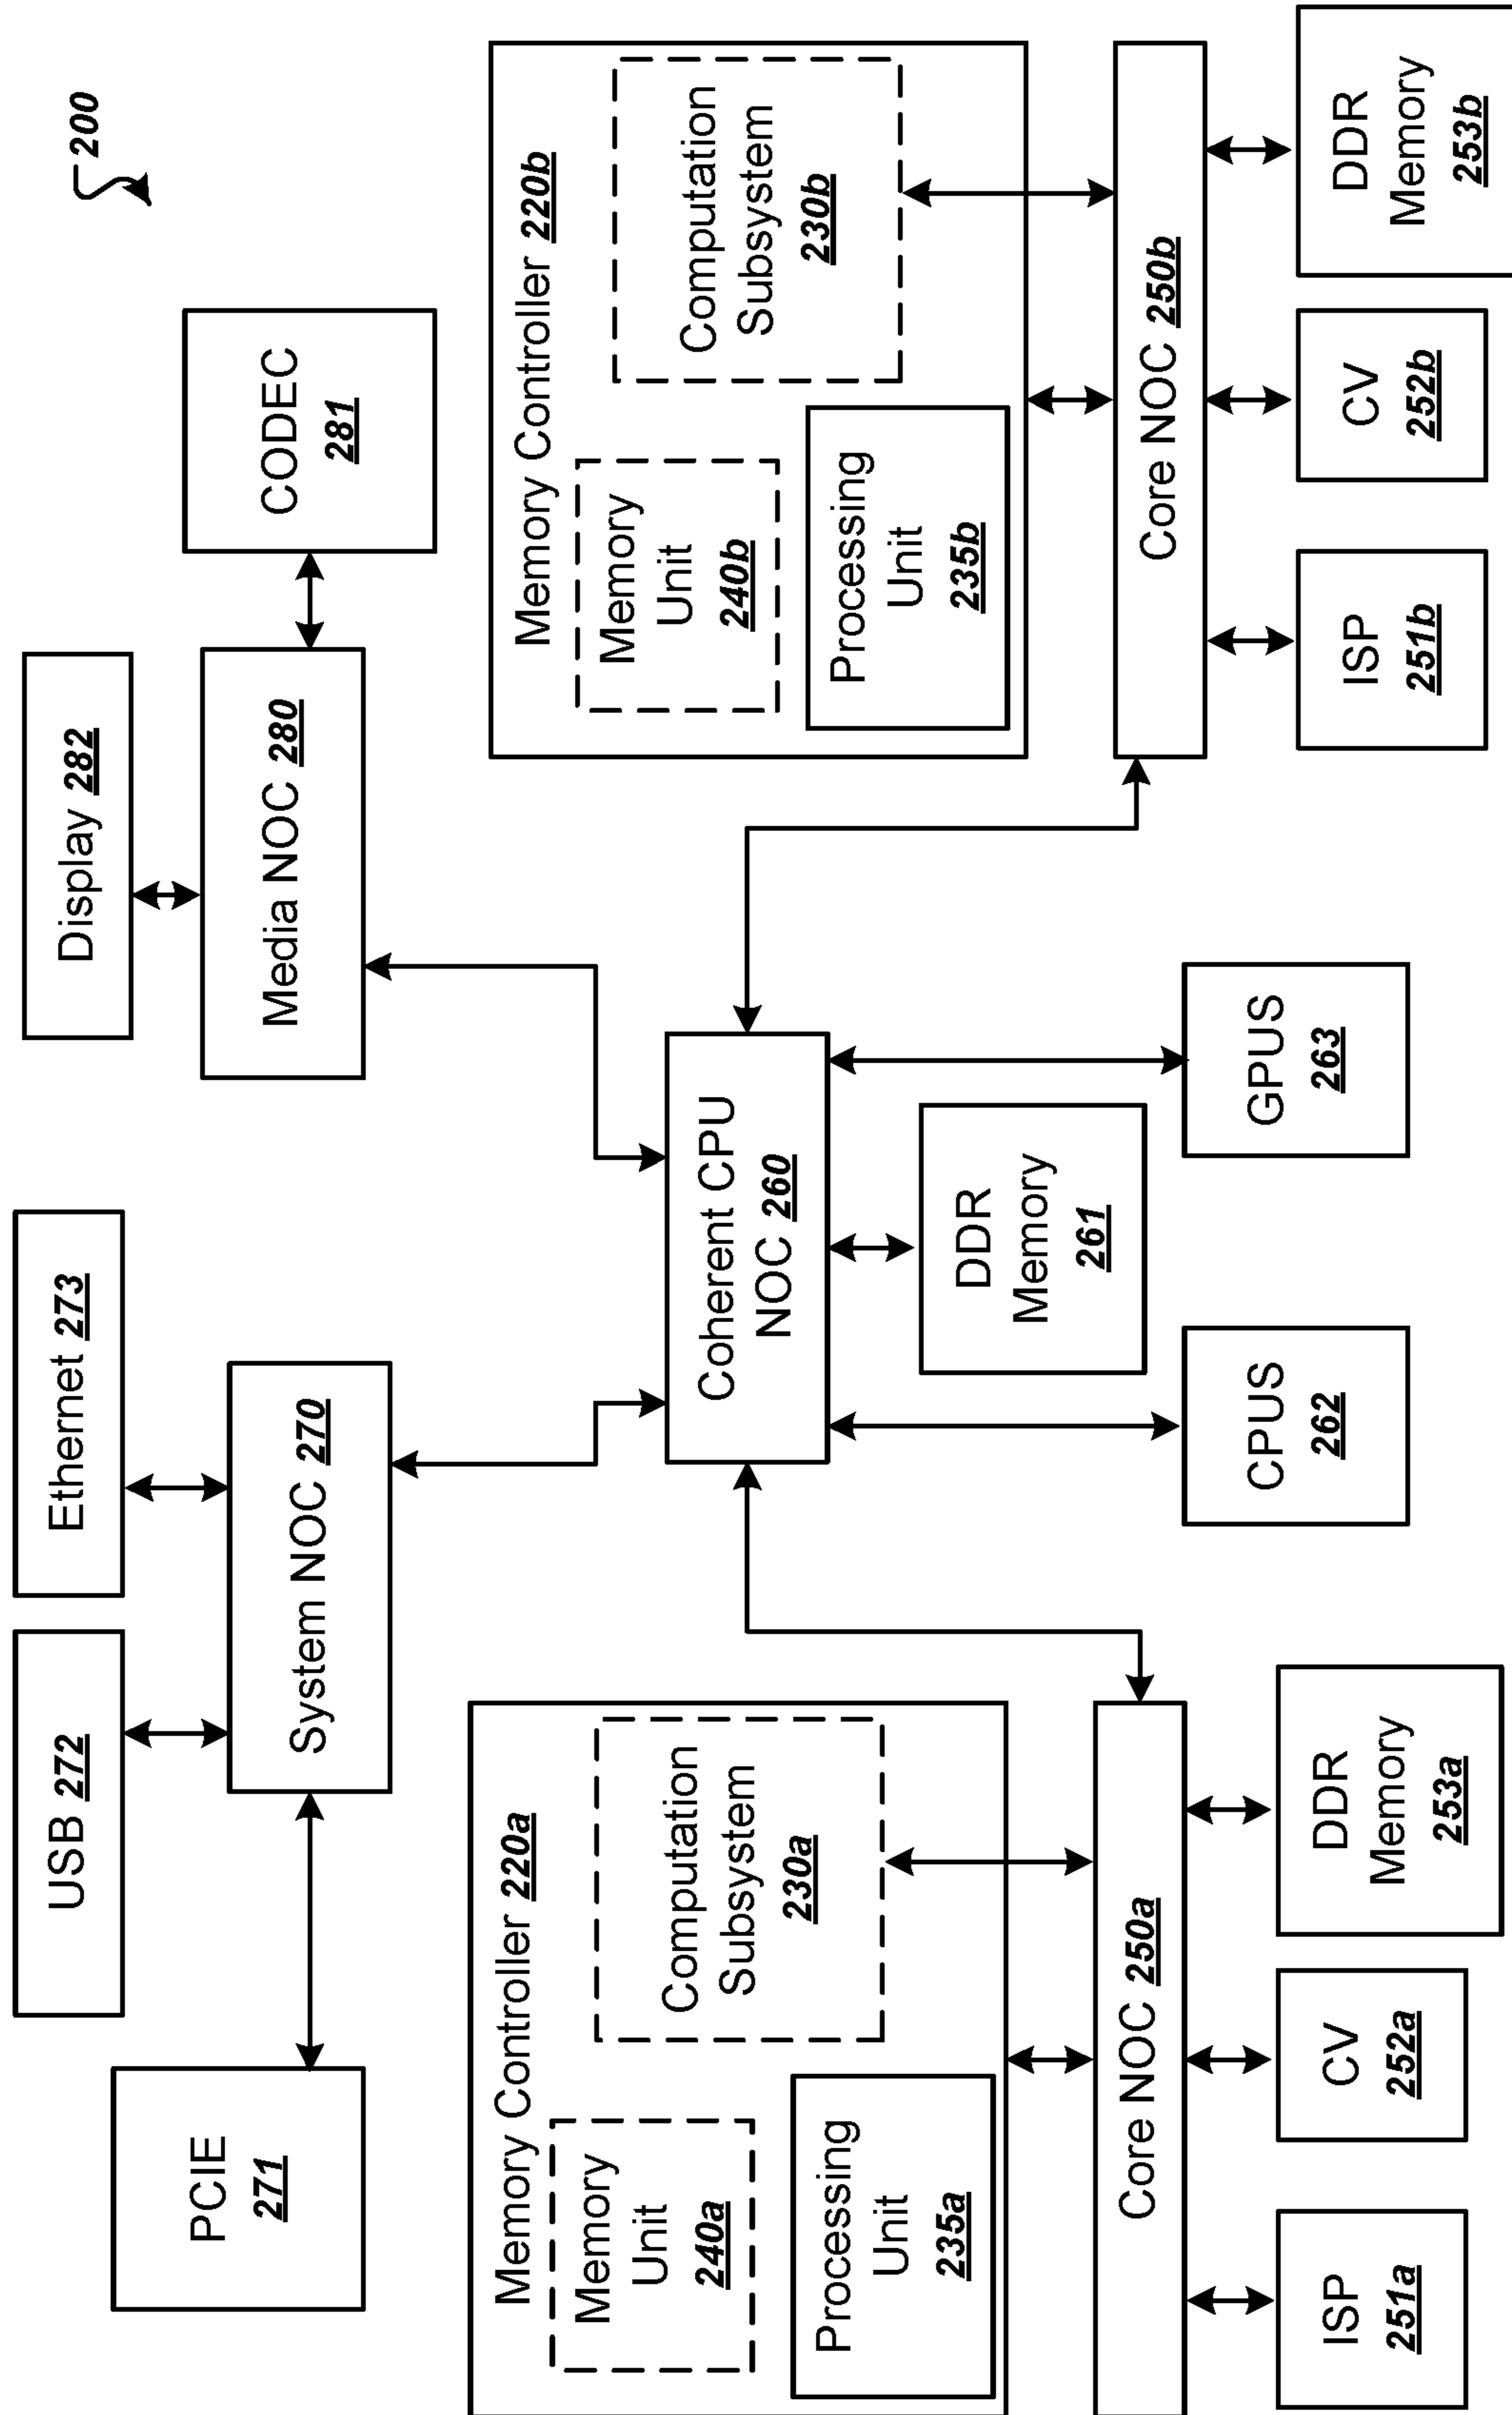 200
USB 272
Ethernet 273
Display 282
PCIE
271
System NOC 270
Media NOC 280
CODEC
281
Memory Controller 220a
Memory
Unit
240a
Computation
Subsystem
230a
Processing
Unit
235a
Coherent CPU
NOC 260
Memory Controller 220b
Memory
Unit
240b
Computation
Subsystem
230b
Processing
Unit
235b
DDR
Memory
261
Core NOC 250a
Core NOC 250b
CPUS
262
GPUS
263
ISP
251a
CV
252a
DDR
Memory
253a
ISP
251b
CV
252b
DDR
Memory
253b